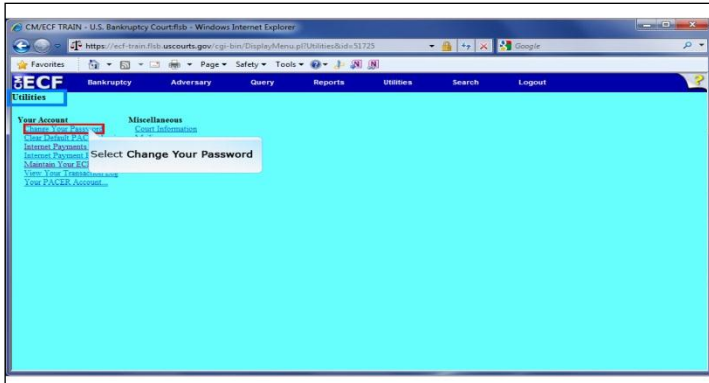 CM/ECF TRAIN - U.S. Bankruptcy Court:flsb - Windows Internet Explorer
https://ecf-train.flsb.uscourts.gov/cgi-bin/DisplayMenu.pl?Utilities&id=51725
Google
Favorites Page Safety Tools
ECF Bankruptcy Adversary Query Reports Utilities Search Logout
Utilities
Your Account Miscellaneous
Change Your Password Court Information
Clear Default PAC
Internet Payments
Internet Payment
Maintain Your EC
Select Change Your Password
View Your Transaction Log
Your PACER Account...